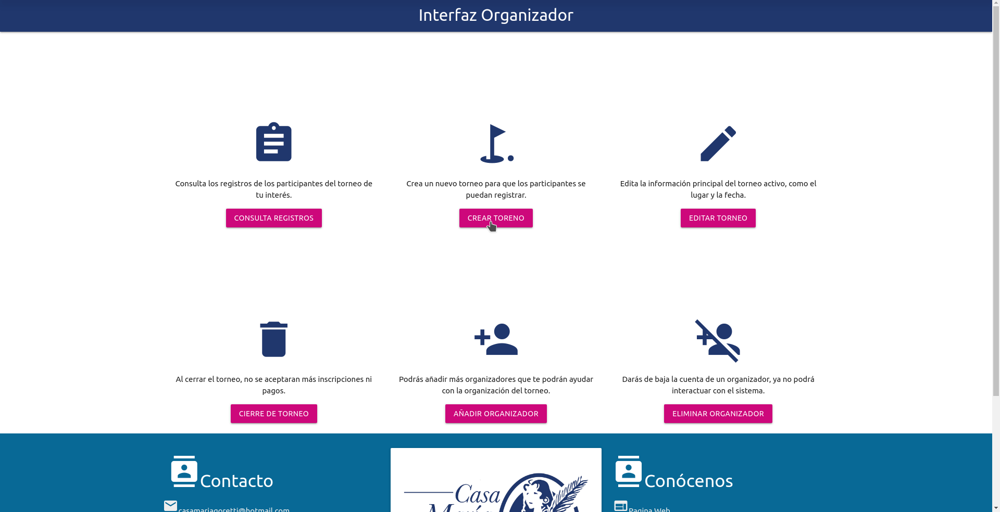 Interfaz Organizador
Consulta los registros de los participantes del torneo de
tu interés.
CONSULTA REGISTROS
Crea un nuevo torneo para que los participantes se
puedan registrar.
CREAR TORENO
Edita la información principal del torneo activo, como el
lugar y la fecha.
EDITAR TORNEO
Al cerrar el torneo, no se aceptaran más inscripciones ni
pagos.
CIERRE DE TORNEO
Podrás añadir más organizadores que te podrán ayudar
con la organización del torneo.
AÑADIR ORGANIZADOR
Darás de baja la cuenta de un organizador, ya no podrá
interactuar con el sistema.
ELIMINAR ORGANIZADOR
Contacto
casamariagoretti@hotmail.com
Casa
María
Conócenos
Pagina Web